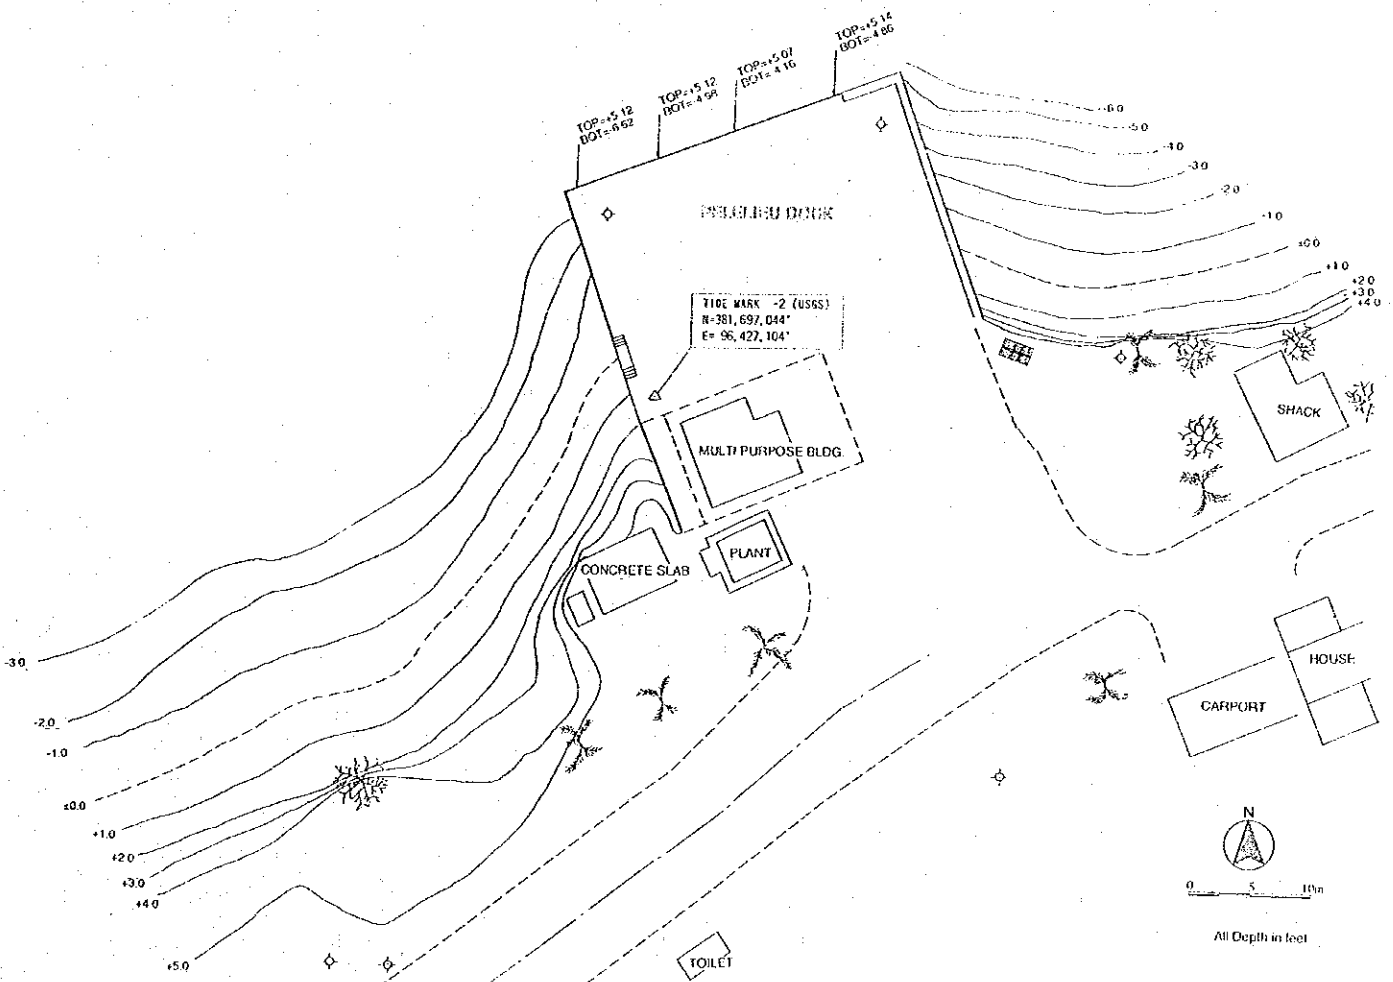 TOP=+5.14
BOT=-4.86
TOP=+5.07
BOT=-4.16
TOP=+5.12
BOT=-4.98
TOP=+5.12
BOT=-6.62
-6.0
-5.0
-4.0
-3.0
-2.0
-1.0
±0.0
+1.0
+2.0
+3.0
+4.0
PELELIEU DOCK
TIDE MARK -2 (USGS)
N=381,697,044'
E= 96,427,104'
SHACK
MULTI PURPOSE BLDG.
PLANT
CONCRETE SLAB
HOUSE
CARPORT
-3.0
-2.0
-1.0
±0.0
+1.0
+2.0
+3.0
+4.0
+5.0
TOILET
N
0 5 10m
All Depth in feet